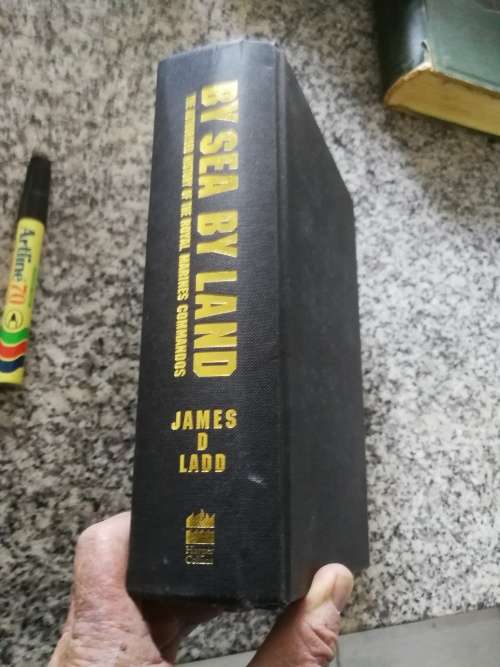 BY SEA BY LAND
THE AUTHORISED HISTORY OF THE ROYAL MARINES COMMANDOS
JAMES
D
LADD
Harper
Collins
Artline 70